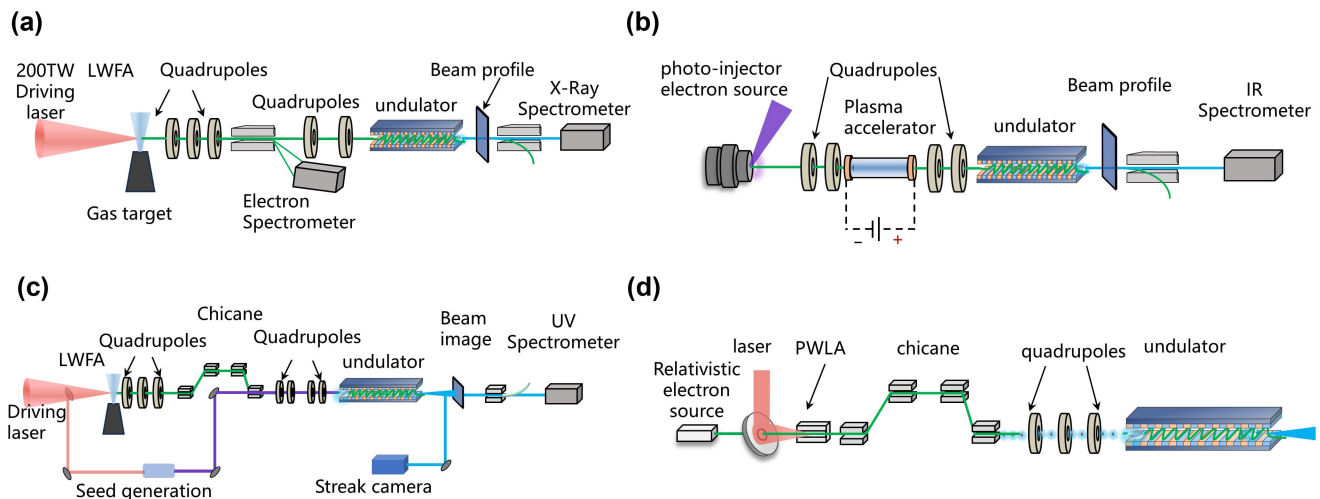 (a)
200TW
Driving
laser
LWFA
Quadrupoles
Gas target
Quadrupoles
Electron
Spectrometer
undulator
Beam profile
X-Ray
Spectrometer
(b)
photo-injector
electron source
Quadrupoles
Plasma
accelerator
− +
undulator
Beam profile
IR
Spectrometer
(c)
LWFA
Driving
laser
Quadrupoles
Chicane
Quadrupoles
undulator
Beam
image
UV
Spectrometer
Seed generation
Streak camera
(d)
Relativistic
electron
source
laser
PWLA
chicane
quadrupoles
undulator